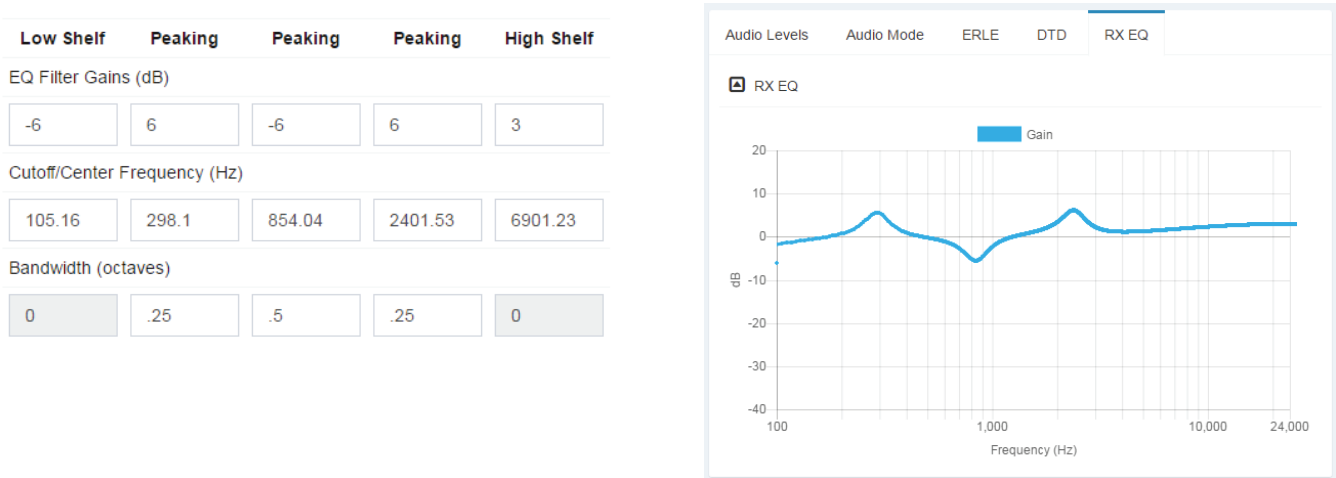 Low Shelf Peaking Peaking Peaking High Shelf
EQ Filter Gains (dB)
-6 6 -6 6 3
Cutoff/Center Frequency (Hz)
105.16 298.1 854.04 2401.53 6901.23
Bandwidth (octaves)
0 .25 .5 .25 0
Audio Levels Audio Mode ERLE DTD RX EQ
RX EQ
Gain
20
10
0
-10
-20
-30
-40
dB
100 1,000 10,000 24,000
Frequency (Hz)